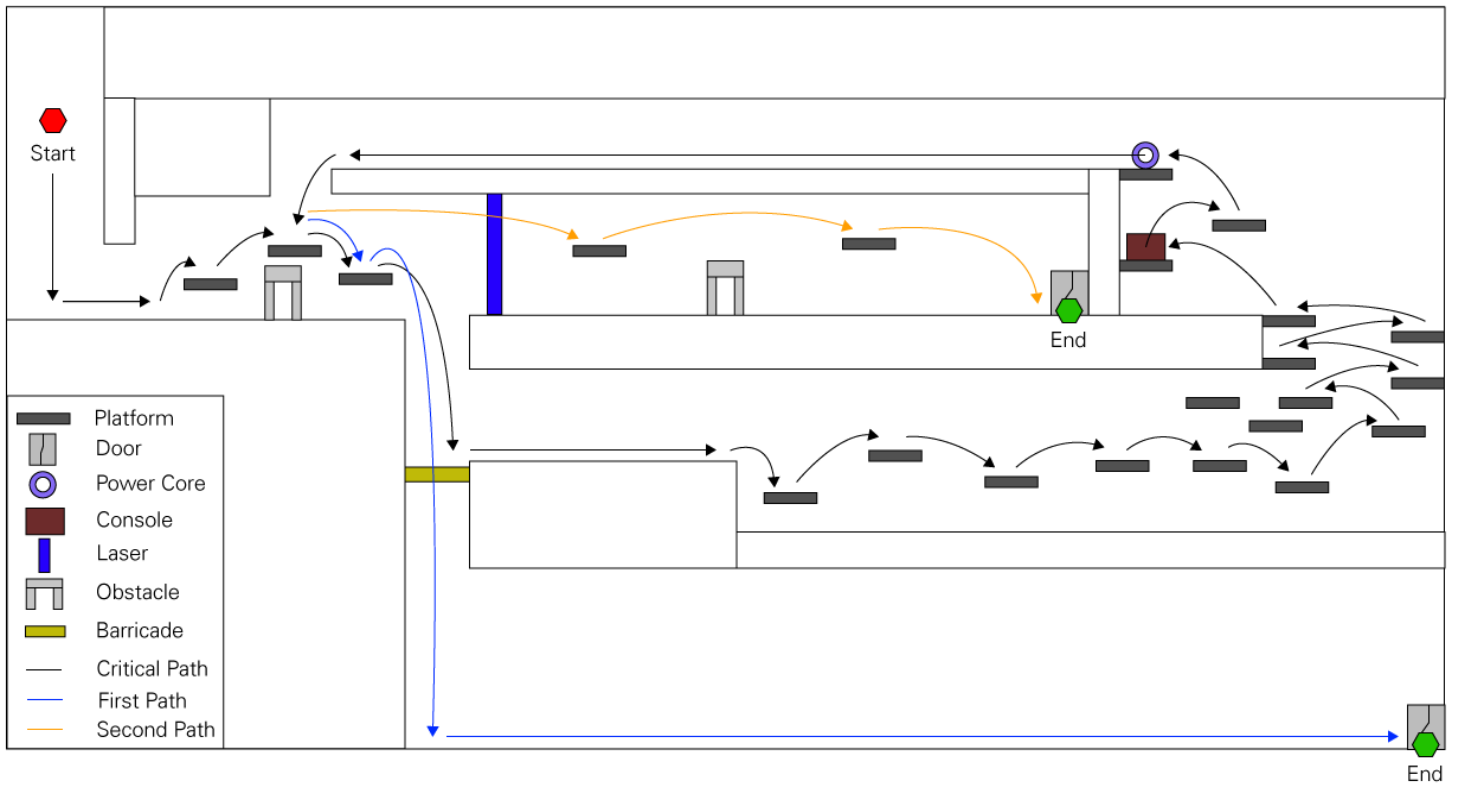 Start
End
Platform
Door
Power Core
Console
Laser
Obstacle
Barricade
Critical Path
First Path
Second Path
End